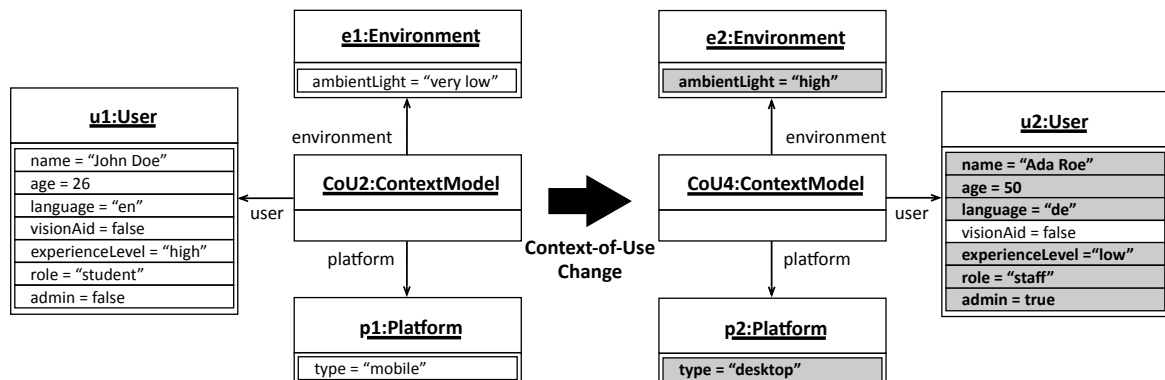 e1:Environment
ambientLight = “very low”
u1:User
name = “John Doe”
age = 26
language = “en”
visionAid = false
experienceLevel = “high”
role = “student”
admin = false
environment
CoU2:ContextModel
user
platform
p1:Platform
type = “mobile”
Context-of-Use
Change
e2:Environment
ambientLight = “high”
environment
CoU4:ContextModel
user
platform
p2:Platform
type = “desktop”
u2:User
name = “Ada Roe”
age = 50
language = “de”
visionAid = false
experienceLevel =“low”
role = “staff”
admin = true